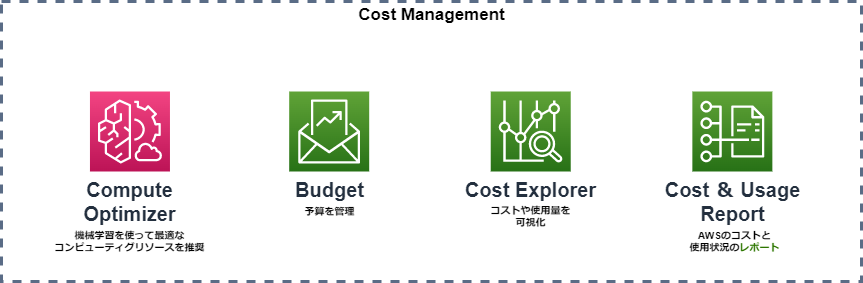 Cost Management
Compute
Optimizer
機械学習を使って最適な
コンピューティグリソースを推奨
Budget
予算を管理
Cost Explorer
コストや使用量を
可視化
Cost & Usage
Report
AWSのコストと
使用状況のレポート